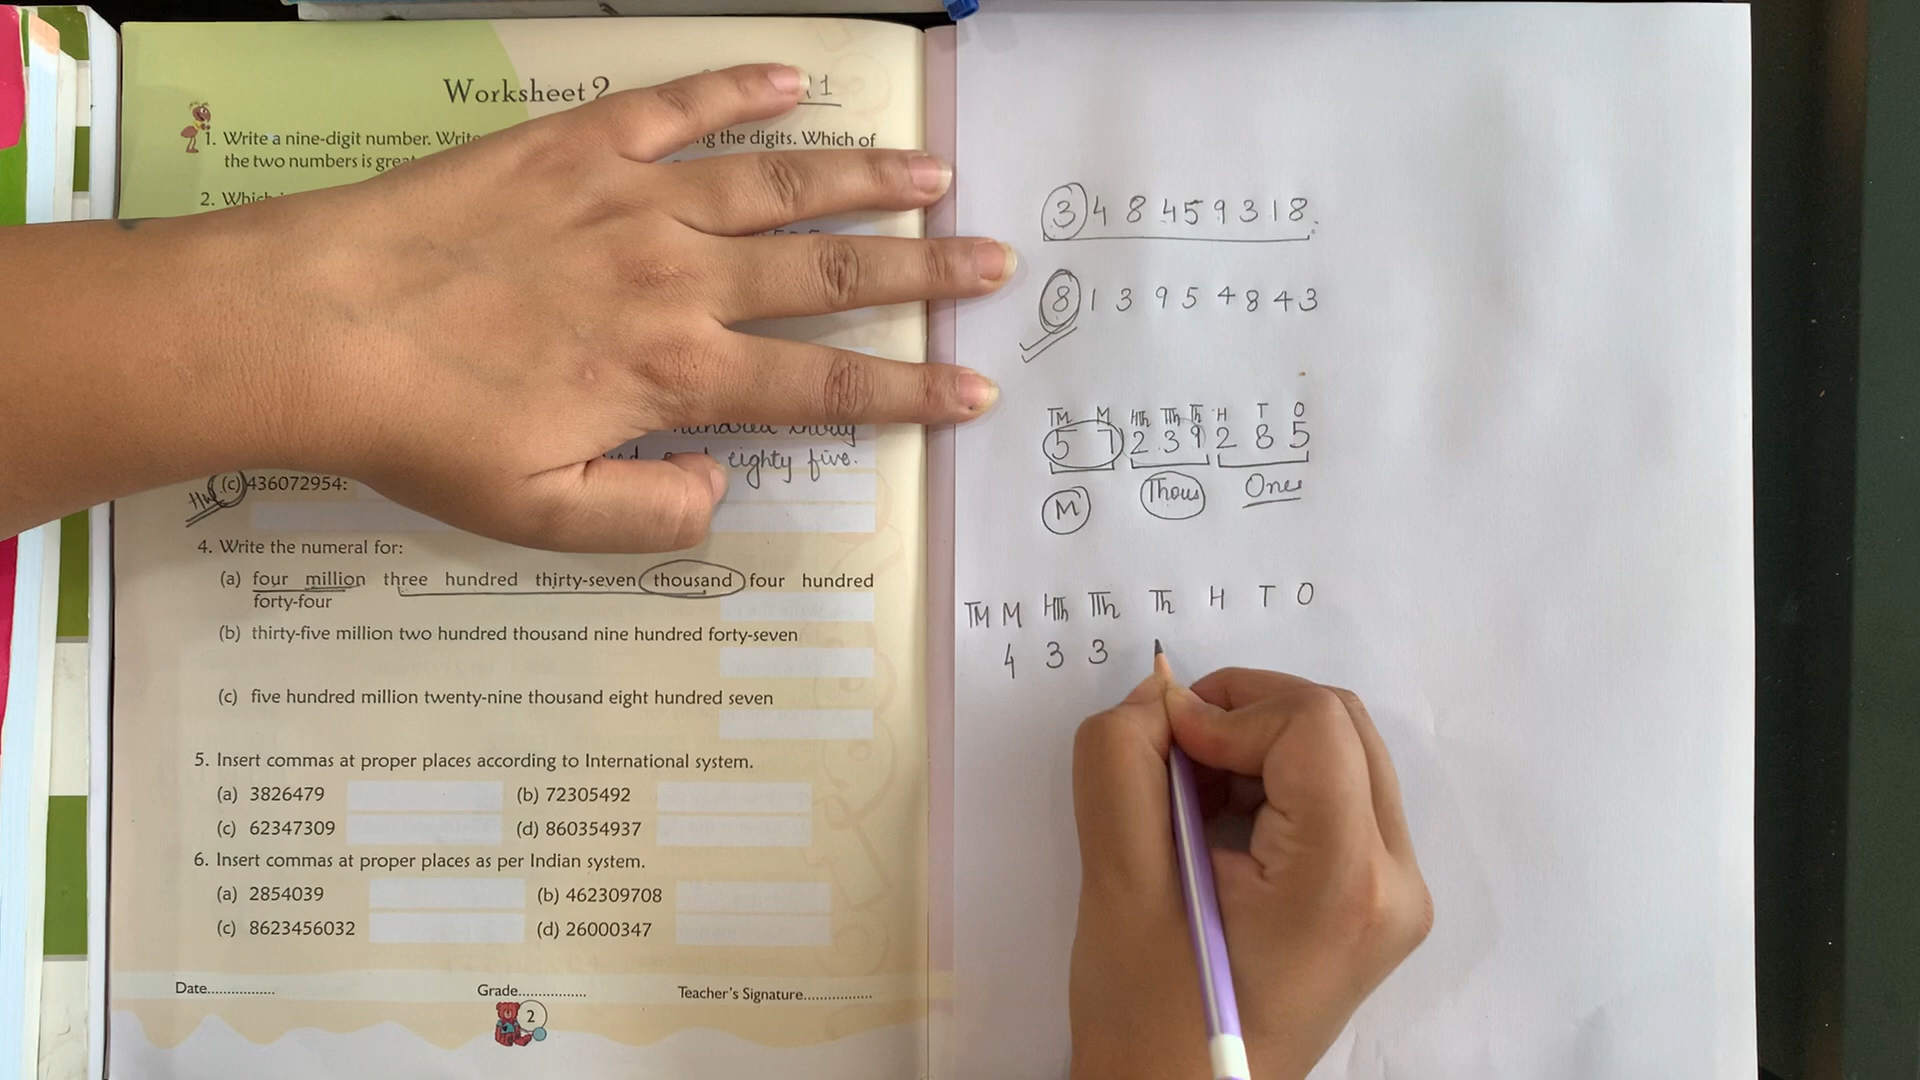 Worksheet 2
1
1. Write a nine-digit number. Write ng the digits. Which of
the two numbers is
2. Which
hundred thirty
and eighty five.
Hw (c) 436072954:
4. Write the numeral for:
(a) four million three hundred thirty-seven thousand four hundred
forty-four
(b) thirty-five million two hundred thousand nine hundred forty-seven
(c) five hundred million twenty-nine thousand eight hundred seven
5. Insert commas at proper places according to International system.
(a) 3826479 (b) 72305492
(c) 62347309 (d) 860354937
6. Insert commas at proper places as per Indian system.
(a) 2854039 (b) 462309708
(c) 8623456032 (d) 26000347
Date................. Grade................. Teacher's Signature..................
2
3 4 8 4 5 9 3 1 8.
8 1 3 9 5 4 8 4 3
TM M HTh TTh Th H T O
5 7 2 3 9 2 8 5
M Thous Ones
TM M HTh TTh Th H T O
4 3 3